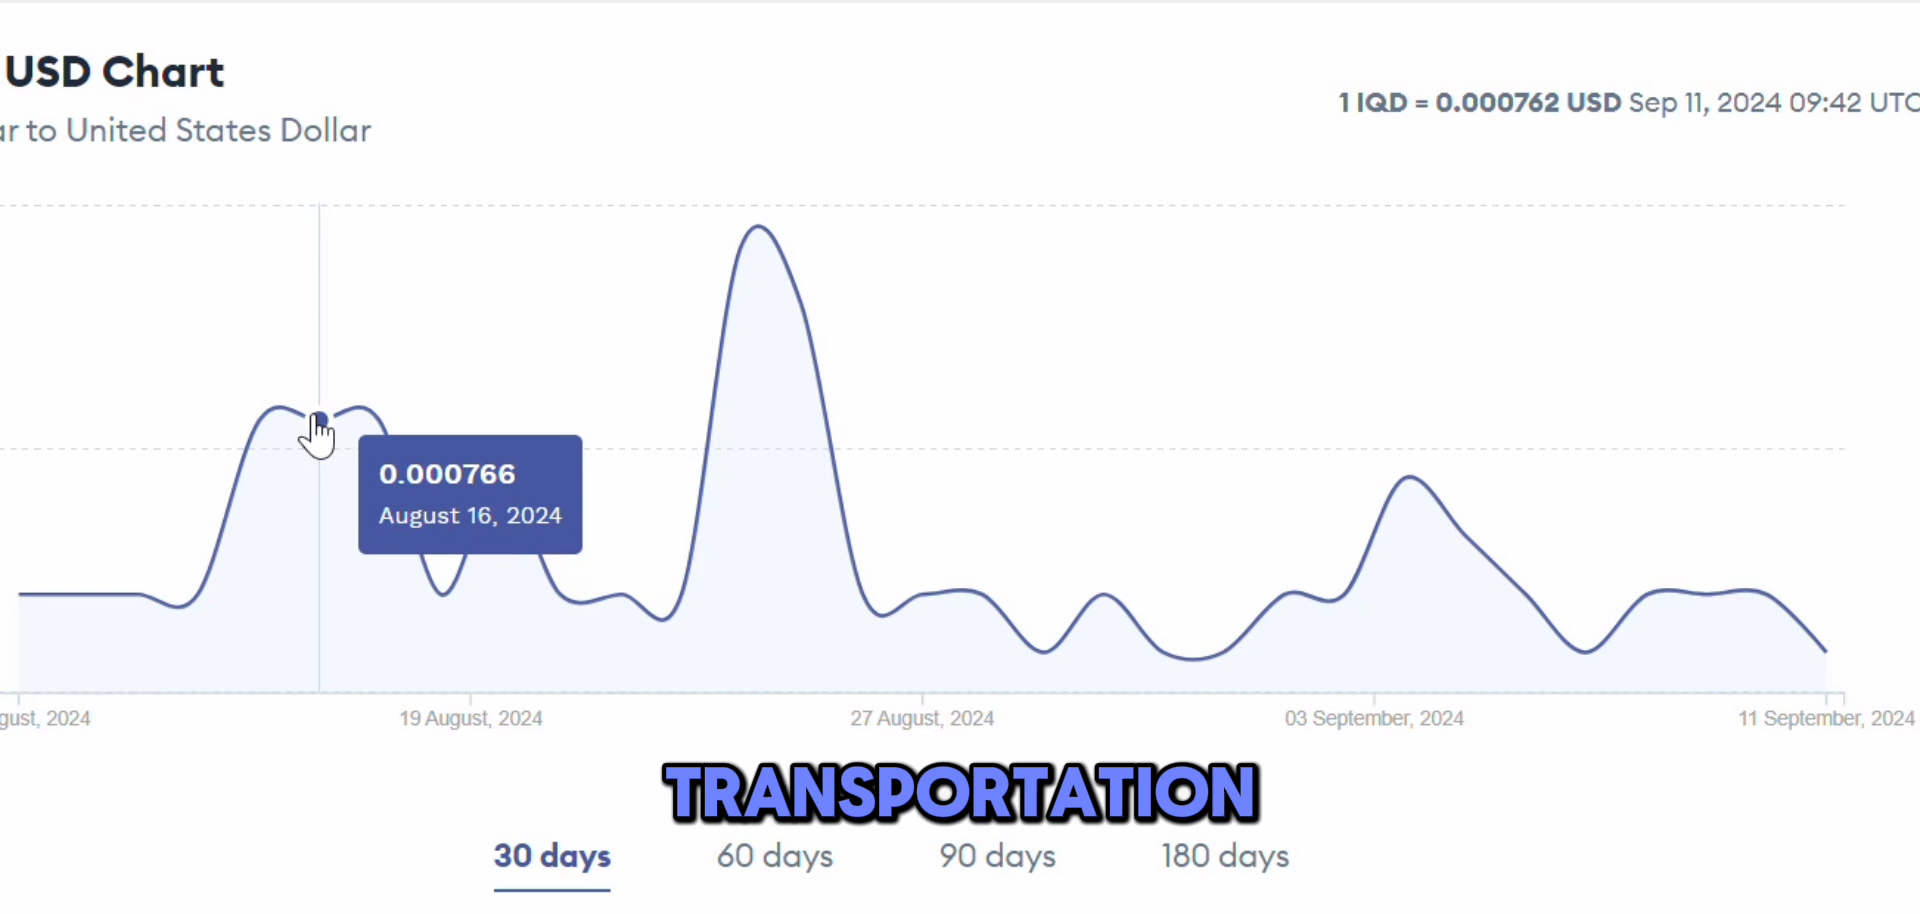 USD Chart
ar to United States Dollar
1 IQD = 0.000762 USD Sep 11, 2024 09:42 UTC
0.000766
August 16, 2024
gust, 2024
19 August, 2024
27 August, 2024
03 September, 2024
11 September, 2024
TRANSPORTATION
30 days
60 days
90 days
180 days